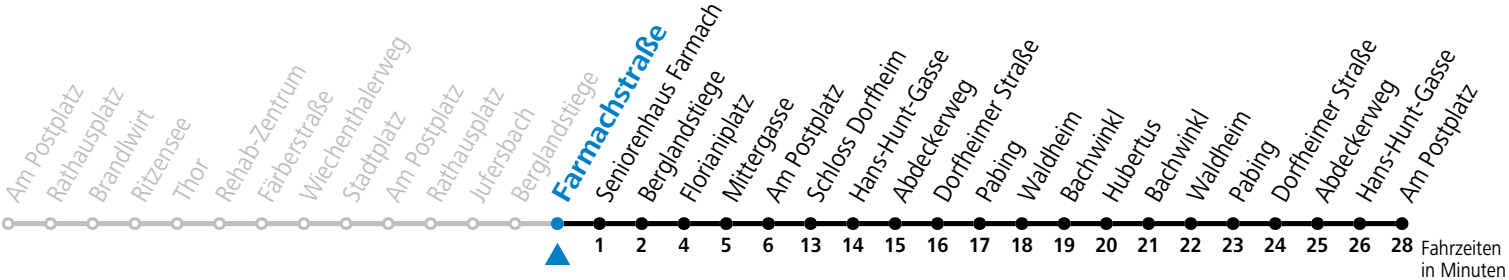 Am Postplatz
Rathausplatz
Brandlwirt
Ritzensee
Thor
Rehab-Zentrum
Färberstraße
Wiechenthalerweg
Stadtplatz
Am Postplatz
Rathausplatz
Jufersbach
Berglandstiege
Farmachstraße
Seniorenhaus Farmach
Berglandstiege
Florianiplatz
Mittergasse
Am Postplatz
Schloss Dorfheim
Hans-Hunt-Gasse
Abdeckerweg
Dorfheimer Straße
Pabing
Waldheim
Bachwinkl
Hubertus
Bachwinkl
Waldheim
Pabing
Dorfheimer Straße
Abdeckerweg
Hans-Hunt-Gasse
Am Postplatz
1 2 4 5 6 13 14 15 16 17 18 19 20 21 22 23 24 25 26 28 Fahrzeiten
in Minuten